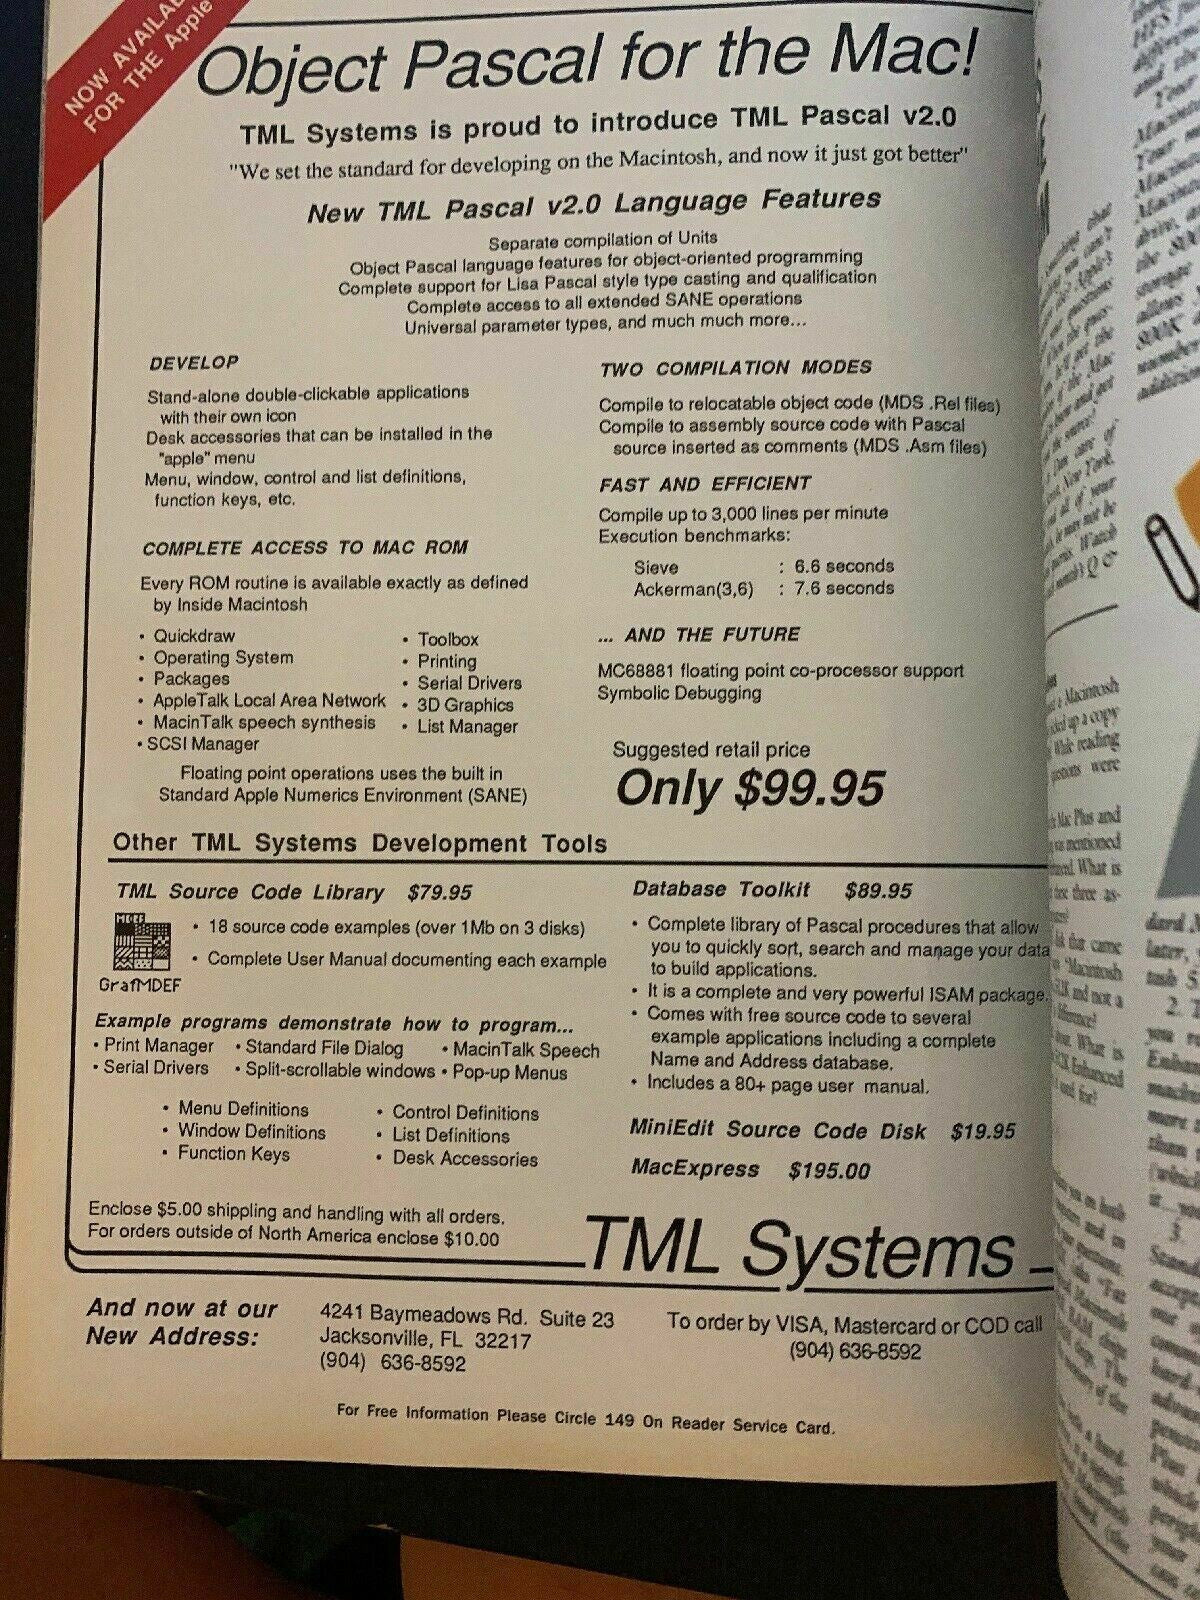 NOW AVAILAB
FOR THE Apple
Object Pascal for the Mac!
TML Systems is proud to introduce TML Pascal v2.0
"We set the standard for developing on the Macintosh, and now it just got better"
New TML Pascal v2.0 Language Features
Separate compilation of Units
Object Pascal language features for object-oriented programming
Complete support for Lisa Pascal style type casting and qualification
Complete access to all extended SANE operations
Universal parameter types, and much much more...
DEVELOP
Stand-alone double-clickable applications
with their own icon
Desk accessories that can be installed in the
"apple" menu
Menu, window, control and list definitions,
function keys, etc.
COMPLETE ACCESS TO MAC ROM
Every ROM routine is available exactly as defined
by Inside Macintosh
• Quickdraw
• Operating System
• Packages
• AppleTalk Local Area Network
• MacinTalk speech synthesis
• SCSI Manager
• Toolbox
• Printing
• Serial Drivers
• 3D Graphics
• List Manager
Floating point operations uses the built in
Standard Apple Numerics Environment (SANE)
TWO COMPILATION MODES
Compile to relocatable object code (MDS .Rel files)
Compile to assembly source code with Pascal
source inserted as comments (MDS .Asm files)
FAST AND EFFICIENT
Compile up to 3,000 lines per minute
Execution benchmarks:
Sieve : 6.6 seconds
Ackerman(3,6) : 7.6 seconds
... AND THE FUTURE
MC68881 floating point co-processor support
Symbolic Debugging
Suggested retail price
Only $99.95
Other TML Systems Development Tools
TML Source Code Library $79.95
MDEF
GrafMDEF
• 18 source code examples (over 1Mb on 3 disks)
• Complete User Manual documenting each example
Example programs demonstrate how to program...
• Print Manager • Standard File Dialog • MacinTalk Speech
• Serial Drivers • Split-scrollable windows • Pop-up Menus
• Menu Definitions • Control Definitions
• Window Definitions • List Definitions
• Function Keys • Desk Accessories
Database Toolkit $89.95
• Complete library of Pascal procedures that allow
you to quickly sort, search and manage your data
to build applications.
• It is a complete and very powerful ISAM package.
• Comes with free source code to several
example applications including a complete
Name and Address database.
• Includes a 80+ page user manual.
MiniEdit Source Code Disk $19.95
MacExpress $195.00
Enclose $5.00 shippling and handling with all orders.
For orders outside of North America enclose $10.00
TML Systems
And now at our
New Address:
4241 Baymeadows Rd. Suite 23
Jacksonville, FL 32217
(904) 636-8592
To order by VISA, Mastercard or COD call
(904) 636-8592
For Free Information Please Circle 149 On Reader Service Card.